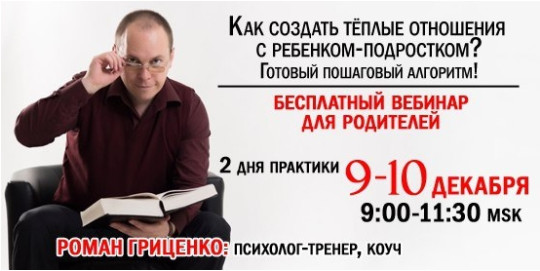 Как создать тёплые отношения
с ребенком-подростком?
Готовый пошаговый алгоритм!
БЕСПЛАТНЫЙ ВЕБИНАР
ДЛЯ РОДИТЕЛЕЙ
2 ДНЯ ПРАКТИКИ 9-10 ДЕКАБРЯ
9:00-11:30 MSK
РОМАН ГРИЦЕНКО: ПСИХОЛОГ-ТРЕНЕР, КОУЧ